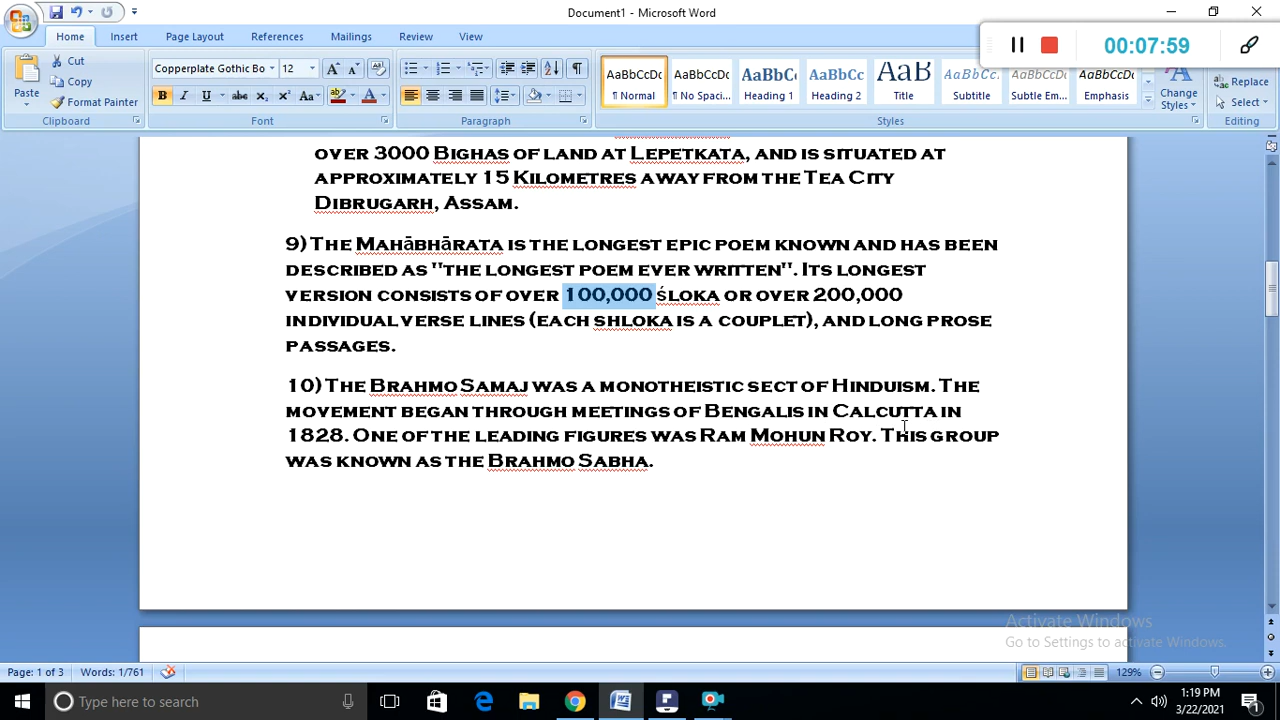 Document1 - Microsoft Word
Home Insert Page Layout References Mailings Review View
00:07:59
Paste
Cut
Copy
Format Painter
Clipboard
Copperplate Gothic Bo 12
Font
Paragraph
AaBbCcDc AaBbCcDc AaBbCc AaBbCc AaB AaBbCcL AaBbCcDc AaBbCcDc
¶ Normal ¶ No Spaci... Heading 1 Heading 2 Title Subtitle Subtle Em... Emphasis
Change Styles
Styles
Replace
Select
Editing
OVER 3000 BIGHAS OF LAND AT LEPETKATA, AND IS SITUATED AT
APPROXIMATELY 15 KILOMETRES AWAY FROM THE TEA CITY
DIBRUGARH, ASSAM.
9) THE MAHāBHāRATA IS THE LONGEST EPIC POEM KNOWN AND HAS BEEN
DESCRIBED AS "THE LONGEST POEM EVER WRITTEN". ITS LONGEST
VERSION CONSISTS OF OVER 100,000 śLOKA OR OVER 200,000
INDIVIDUAL VERSE LINES (EACH SHLOKA IS A COUPLET), AND LONG PROSE
PASSAGES.
10) THE BRAHMO SAMAJ WAS A MONOTHEISTIC SECT OF HINDUISM. THE
MOVEMENT BEGAN THROUGH MEETINGS OF BENGALIS IN CALCUTTA IN
1828. ONE OF THE LEADING FIGURES WAS RAM MOHUN ROY. THIS GROUP
WAS KNOWN AS THE BRAHMO SABHA.
Activate Windows
Go to Settings to activate Windows.
Page: 1 of 3 Words: 1/761 129%
Type here to search
1:19 PM
3/22/2021